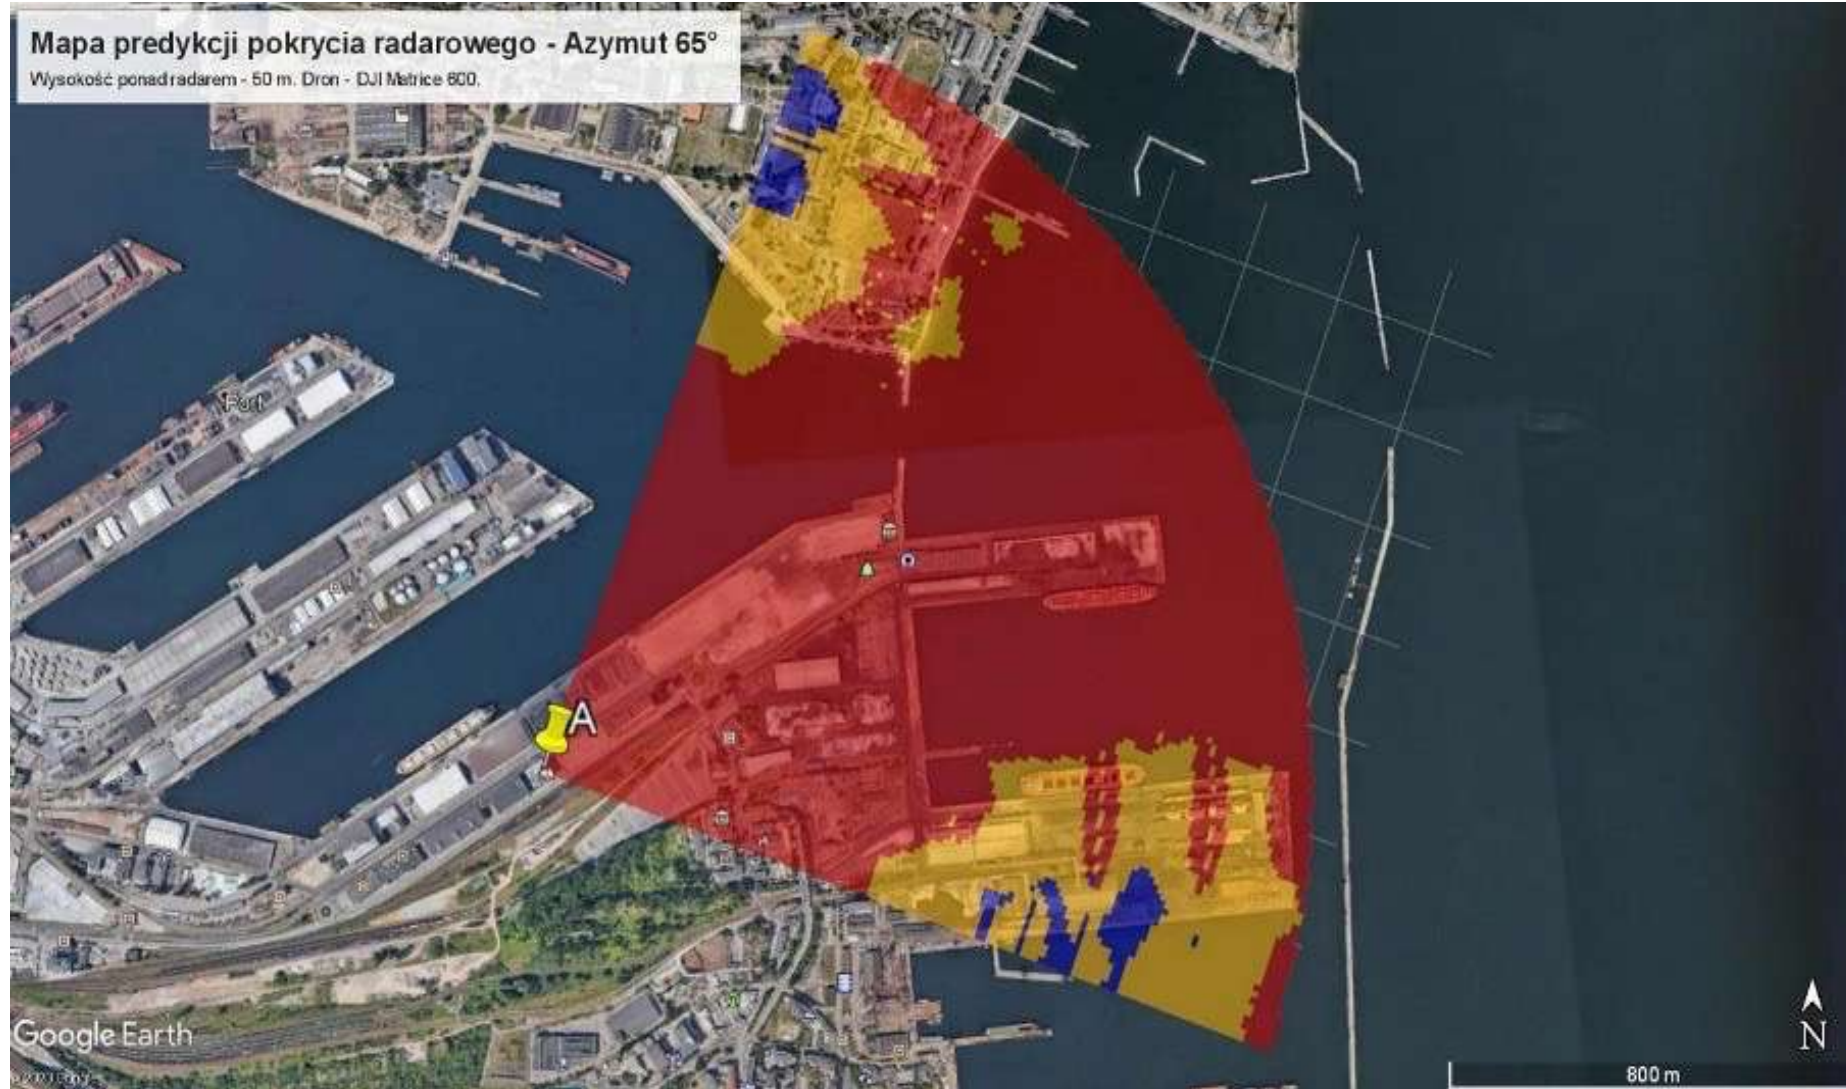 Mapa predykcji pokrycia radarowego - Azymut 65°
Wysokość ponad radarem - 50 m. Dron - DJI Matrice 600.
Port
A
Google Earth
N
800 m